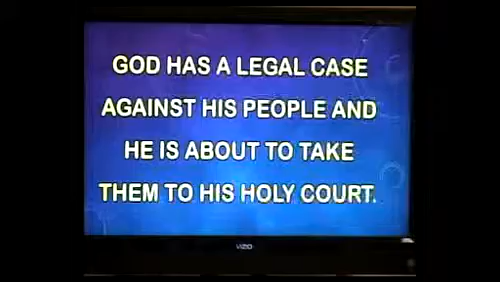 GOD HAS A LEGAL CASE
AGAINST HIS PEOPLE AND
HE IS ABOUT TO TAKE
THEM TO HIS HOLY COURT.
VIZIO